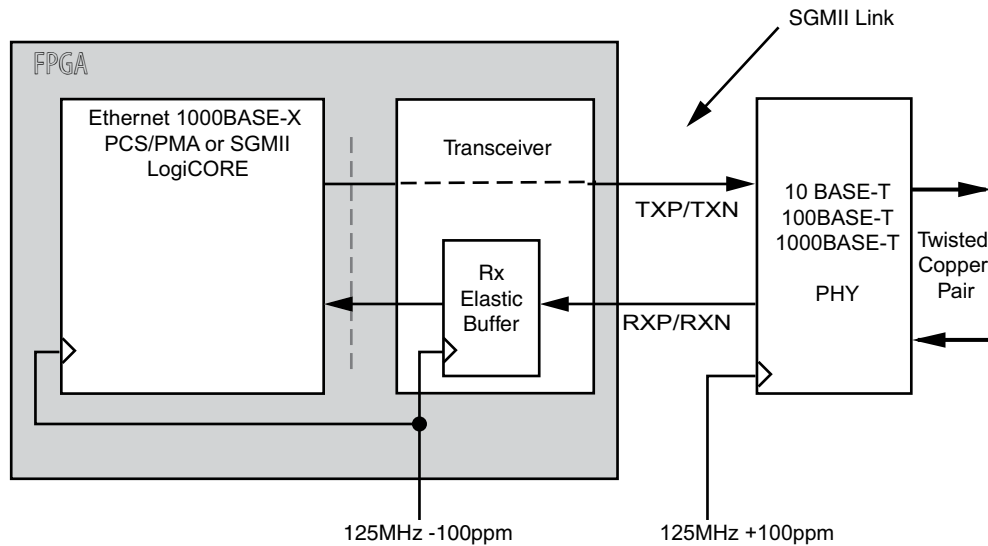 SGMII Link
FPGA
Ethernet 1000BASE-X
PCS/PMA or SGMII
LogiCORE
Transceiver
TXP/TXN
10 BASE-T
100BASE-T
1000BASE-T
PHY
Twisted
Copper
Pair
Rx
Elastic
Buffer
RXP/RXN
125MHz -100ppm
125MHz +100ppm